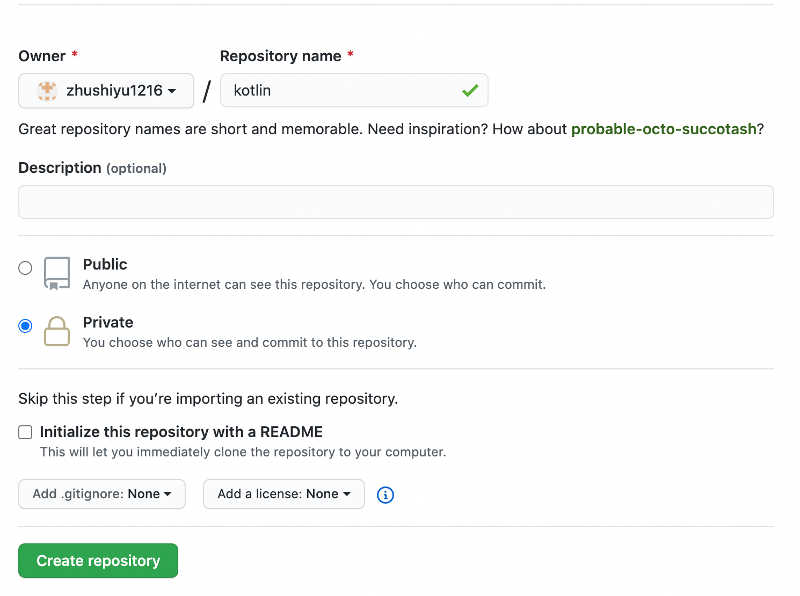 Owner * Repository name *
zhushiyu1216 / kotlin
Great repository names are short and memorable. Need inspiration? How about probable-octo-succotash?
Description (optional)
Public
Anyone on the internet can see this repository. You choose who can commit.
Private
You choose who can see and commit to this repository.
Skip this step if you’re importing an existing repository.
Initialize this repository with a README
This will let you immediately clone the repository to your computer.
Add .gitignore: None Add a license: None
Create repository